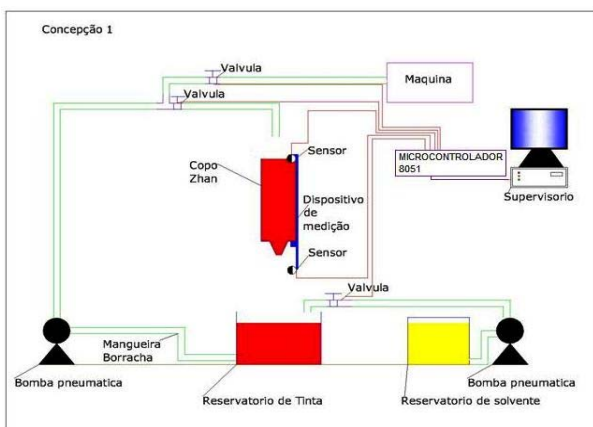 Concepção 1
Valvula
Maquina
Valvula
Sensor
Copo
Zhan
MICROCONTROLADOR
8051
Dispositivo
de
medição
Supervisorio
Sensor
Valvula
Mangueira
Borracha
Bomba pneumatica
Reservatorio de Tinta
Reservatorio de solvente
Bomba pneumatica